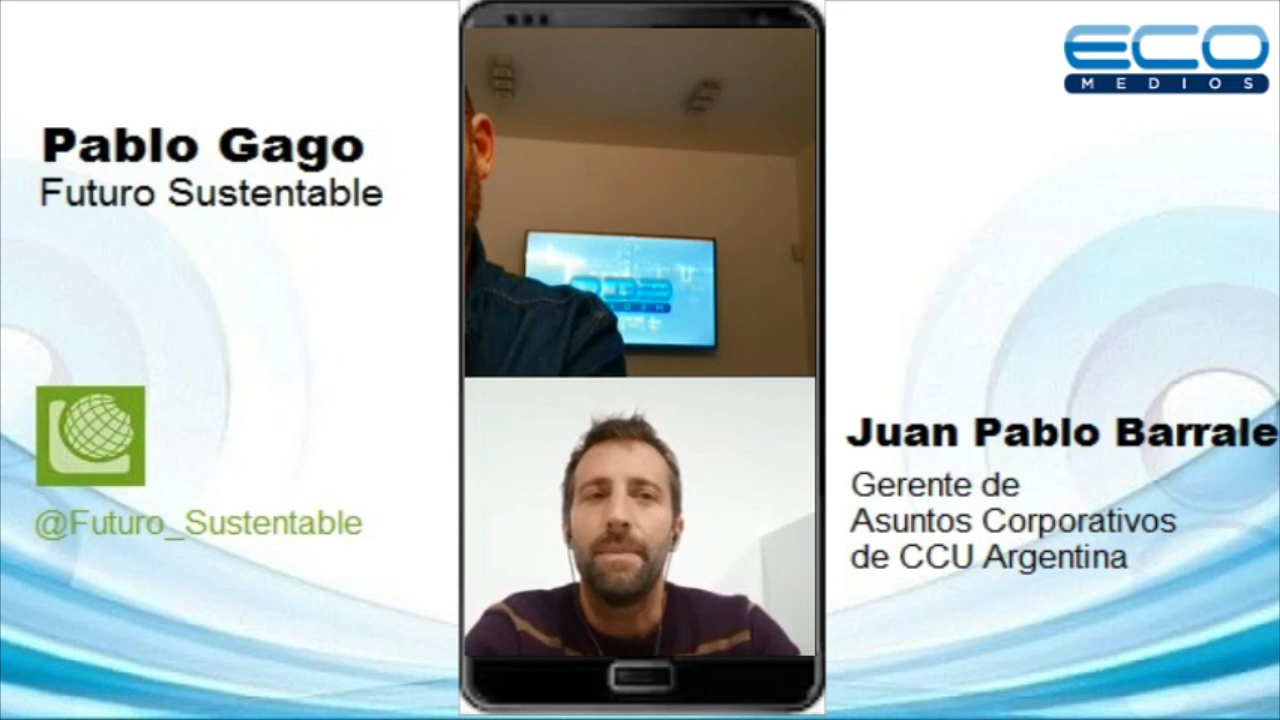 ECO
MEDIOS
Pablo Gago
Futuro Sustentable
@Futuro_Sustentable
Juan Pablo Barrale
Gerente de
Asuntos Corporativos
de CCU Argentina